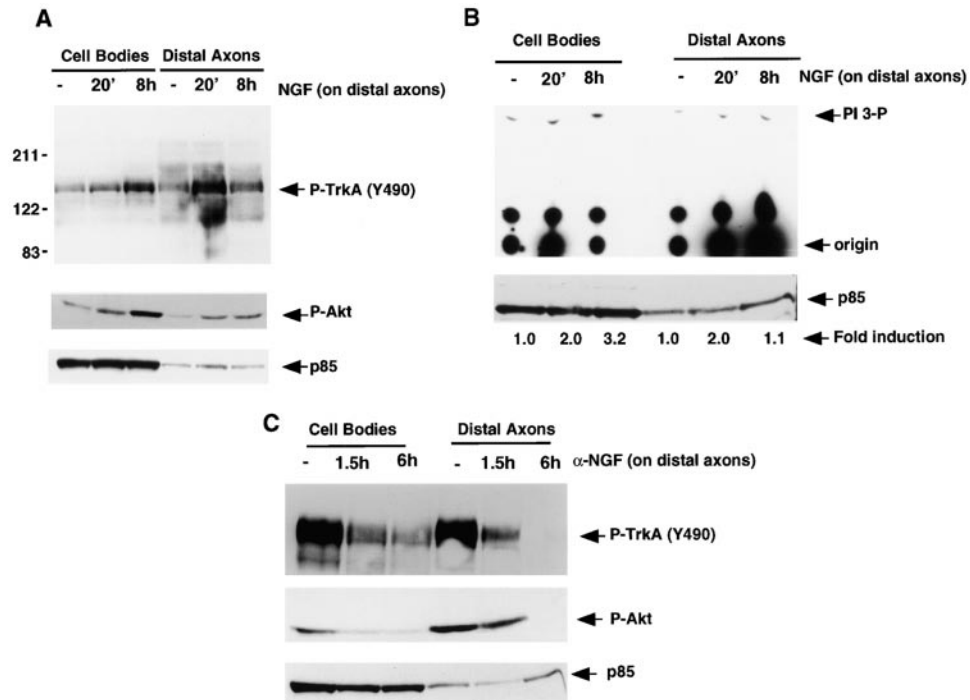 A
Cell Bodies Distal Axons
- 20’ 8h - 20’ 8h NGF (on distal axons)
211-
P-TrkA (Y490)
122-
83-
P-Akt
p85
B
Cell Bodies Distal Axons
- 20’ 8h - 20’ 8h NGF (on distal axons)
PI 3-P
origin
p85
1.0 2.0 3.2 1.0 2.0 1.1 Fold induction
C
Cell Bodies Distal Axons
- 1.5h 6h - 1.5h 6h α-NGF (on distal axons)
P-TrkA (Y490)
P-Akt
p85